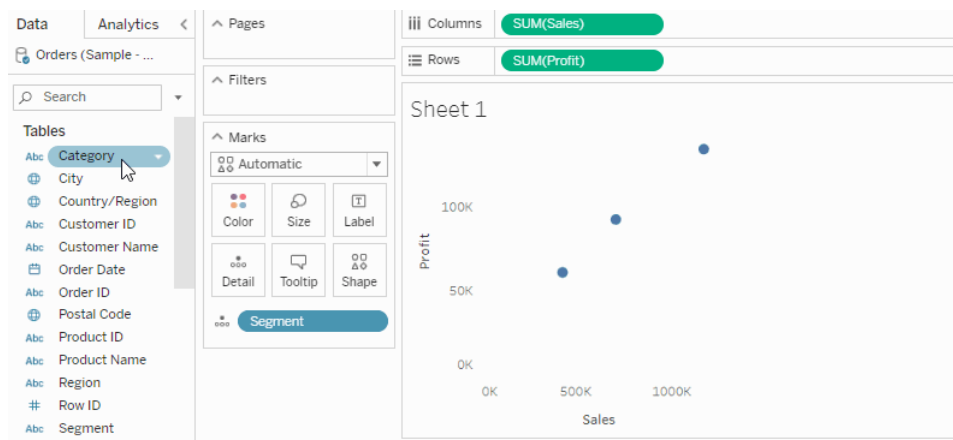 Data Analytics
Orders (Sample - ...
Search
Tables
Abc Category
City
Country/Region
Abc Customer ID
Abc Customer Name
Order Date
Abc Order ID
Postal Code
Abc Product ID
Abc Product Name
Abc Region
# Row ID
Abc Segment
Pages
Filters
Marks
Automatic
Color Size Label
T
Detail Tooltip Shape
Segment
Columns SUM(Sales)
Rows SUM(Profit)
Sheet 1
100K
50K
0K
Profit
0K 500K 1000K
Sales